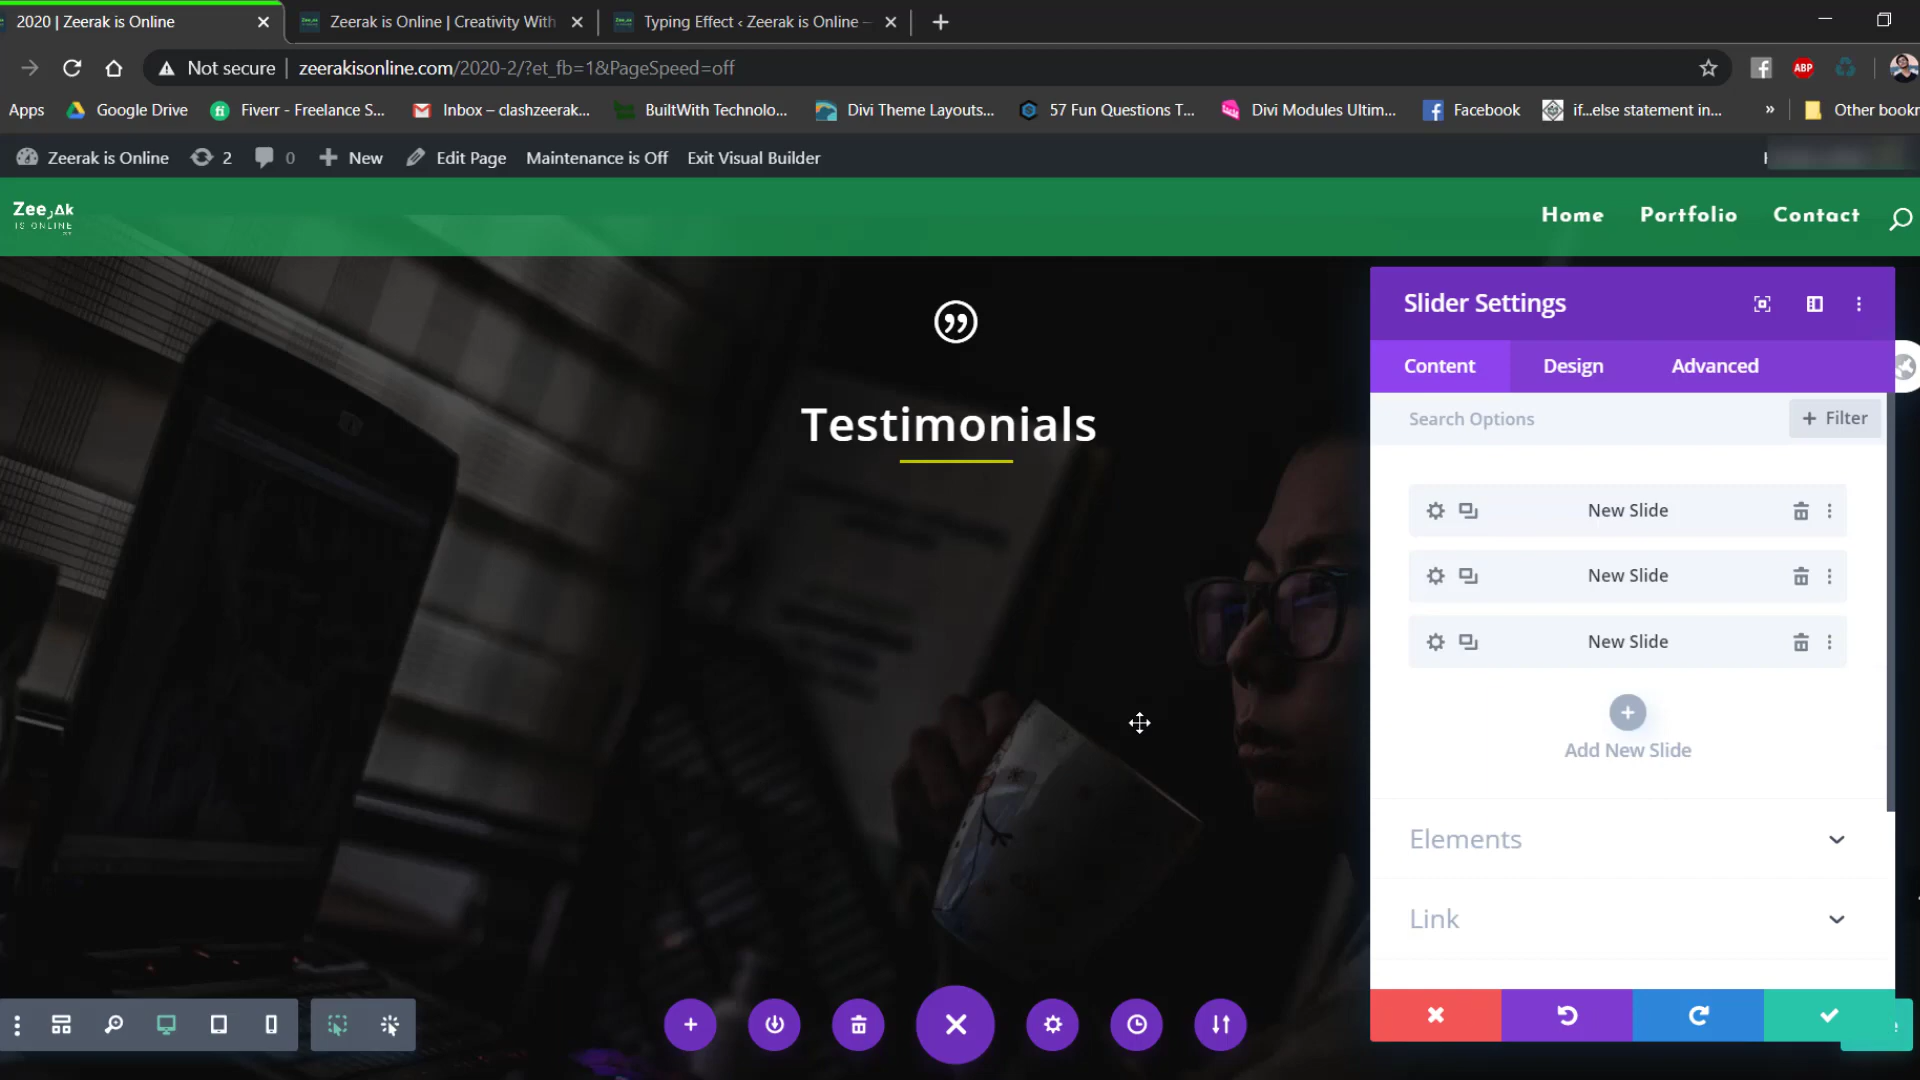 2020 | Zeerak is Online
Zeerak is Online | Creativity With
Typing Effect ‹ Zeerak is Online –
Not secure
zeerakisonline.com/2020-2/?et_fb=1&PageSpeed=off
ABP
Apps
Google Drive
Fiverr - Freelance S...
Inbox – clashzeerak...
BuiltWith Technolo...
Divi Theme Layouts...
57 Fun Questions T...
Divi Modules Ultim...
Facebook
if...else statement in...
»
Other bookr
Zeerak is Online
2
0
New
Edit Page
Maintenance is Off
Exit Visual Builder
IS ONLINE
Home
Portfolio
Contact
Testimonials
Slider Settings
Content
Design
Advanced
Search Options
+ Filter
New Slide
New Slide
New Slide
Add New Slide
Elements
Link